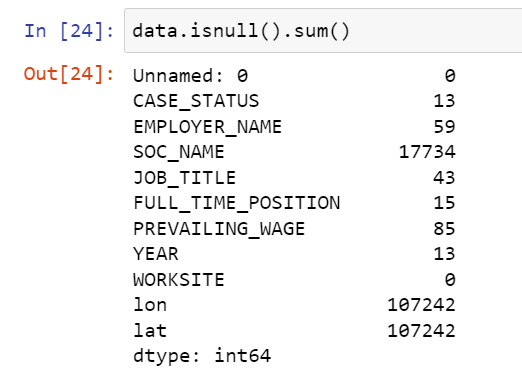 In [24]: data.isnull().sum()
Out[24]: Unnamed: 0 0
CASE_STATUS 13
EMPLOYER_NAME 59
SOC_NAME 17734
JOB_TITLE 43
FULL_TIME_POSITION 15
PREVAILING_WAGE 85
YEAR 13
WORKSITE 0
lon 107242
lat 107242
dtype: int64